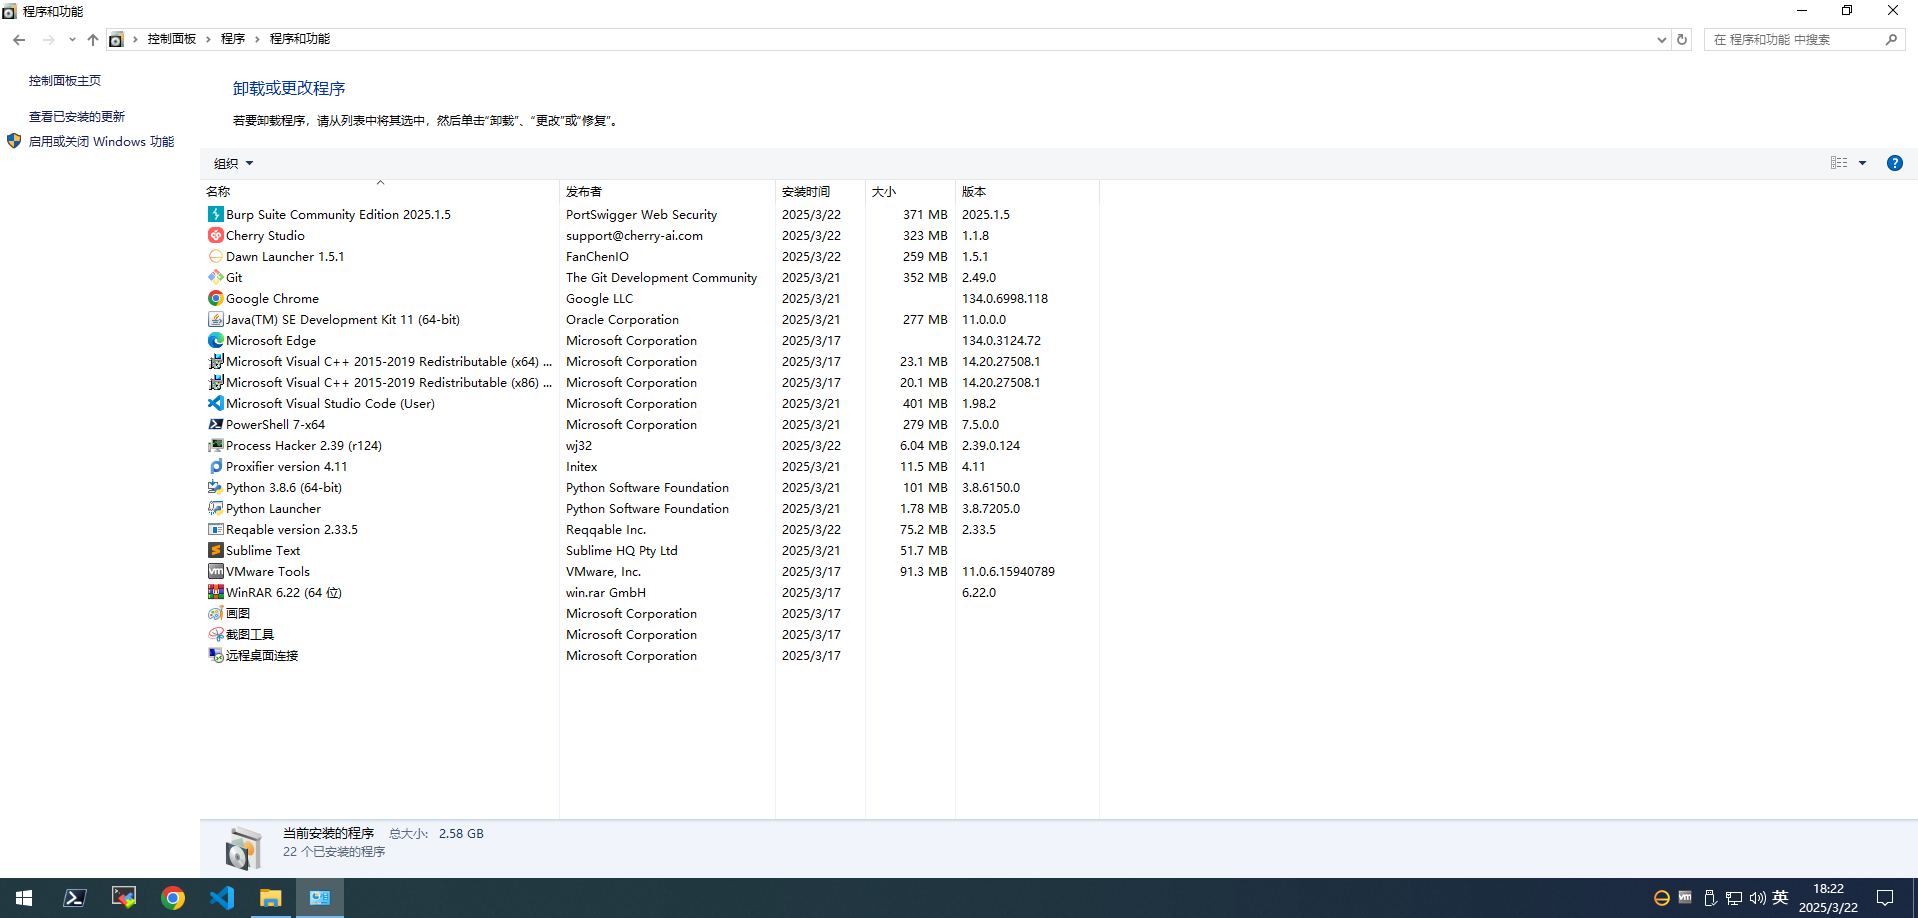 程序和功能
控制面板 › 程序 › 程序和功能
在 程序和功能 中搜索
控制面板主页
查看已安装的更新
启用或关闭 Windows 功能
卸载或更改程序
若要卸载程序，请从列表中将其选中，然后单击“卸载”、“更改”或“修复”。
组织
名称 发布者 安装时间 大小 版本
Burp Suite Community Edition 2025.1.5 PortSwigger Web Security 2025/3/22 371 MB 2025.1.5
Cherry Studio support@cherry-ai.com 2025/3/22 323 MB 1.1.8
Dawn Launcher 1.5.1 FanChenIO 2025/3/22 259 MB 1.5.1
Git The Git Development Community 2025/3/21 352 MB 2.49.0
Google Chrome Google LLC 2025/3/21 134.0.6998.118
Java(TM) SE Development Kit 11 (64-bit) Oracle Corporation 2025/3/21 277 MB 11.0.0.0
Microsoft Edge Microsoft Corporation 2025/3/17 134.0.3124.72
Microsoft Visual C++ 2015-2019 Redistributable (x64) ... Microsoft Corporation 2025/3/17 23.1 MB 14.20.27508.1
Microsoft Visual C++ 2015-2019 Redistributable (x86) ... Microsoft Corporation 2025/3/17 20.1 MB 14.20.27508.1
Microsoft Visual Studio Code (User) Microsoft Corporation 2025/3/21 401 MB 1.98.2
PowerShell 7-x64 Microsoft Corporation 2025/3/21 279 MB 7.5.0.0
Process Hacker 2.39 (r124) wj32 2025/3/22 6.04 MB 2.39.0.124
Proxifier version 4.11 Initex 2025/3/21 11.5 MB 4.11
Python 3.8.6 (64-bit) Python Software Foundation 2025/3/21 101 MB 3.8.6150.0
Python Launcher Python Software Foundation 2025/3/21 1.78 MB 3.8.7205.0
Reqable version 2.33.5 Reqqable Inc. 2025/3/22 75.2 MB 2.33.5
Sublime Text Sublime HQ Pty Ltd 2025/3/21 51.7 MB
VMware Tools VMware, Inc. 2025/3/17 91.3 MB 11.0.6.15940789
WinRAR 6.22 (64 位) win.rar GmbH 2025/3/17 6.22.0
画图 Microsoft Corporation 2025/3/17
截图工具 Microsoft Corporation 2025/3/17
远程桌面连接 Microsoft Corporation 2025/3/17
当前安装的程序 总大小: 2.58 GB
22 个已安装的程序
英
18:22
2025/3/22